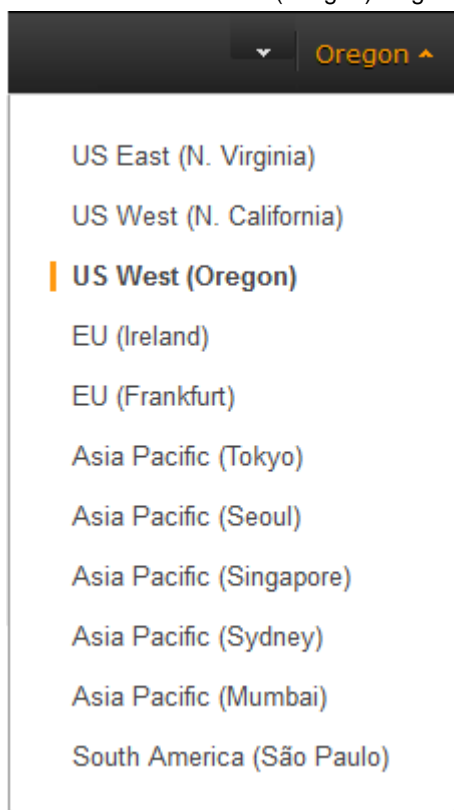 Oregon
US East (N. Virginia)
US West (N. California)
US West (Oregon)
EU (Ireland)
EU (Frankfurt)
Asia Pacific (Tokyo)
Asia Pacific (Seoul)
Asia Pacific (Singapore)
Asia Pacific (Sydney)
Asia Pacific (Mumbai)
South America (São Paulo)